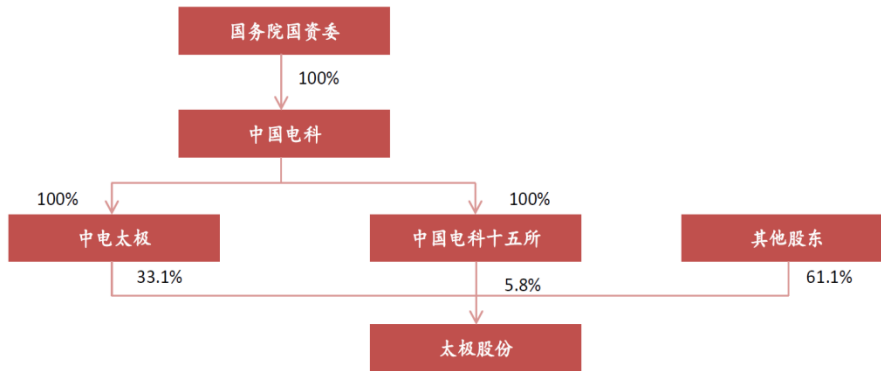 国务院国资委
100%
中国电科
100%
100%
中电太极
中国电科十五所
其他股东
33.1%
5.8%
61.1%
太极股份